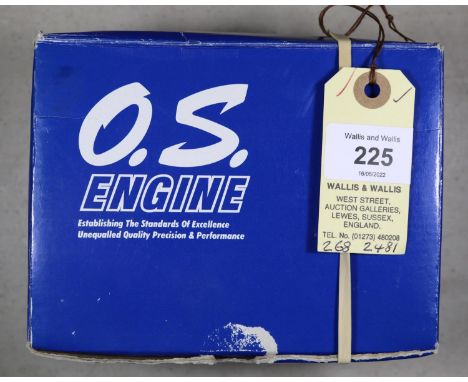 O.S.
ENGINE
Establishing The Standards Of Excellence
Unequalled Quality Precision & Performance
Wallis and Wallis
225
16/05/2022
WALLIS & WALLIS
WEST STREET,
AUCTION GALLERIES,
LEWES, SUSSEX,
ENGLAND.
TEL. No. (01273) 480208
268 2481